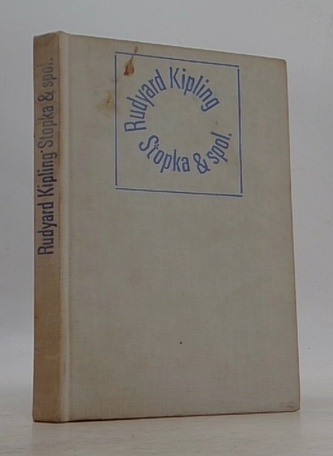 Rudyard Kipling
Stopka & spol.
Rudyard Kipling Stopka & spol.